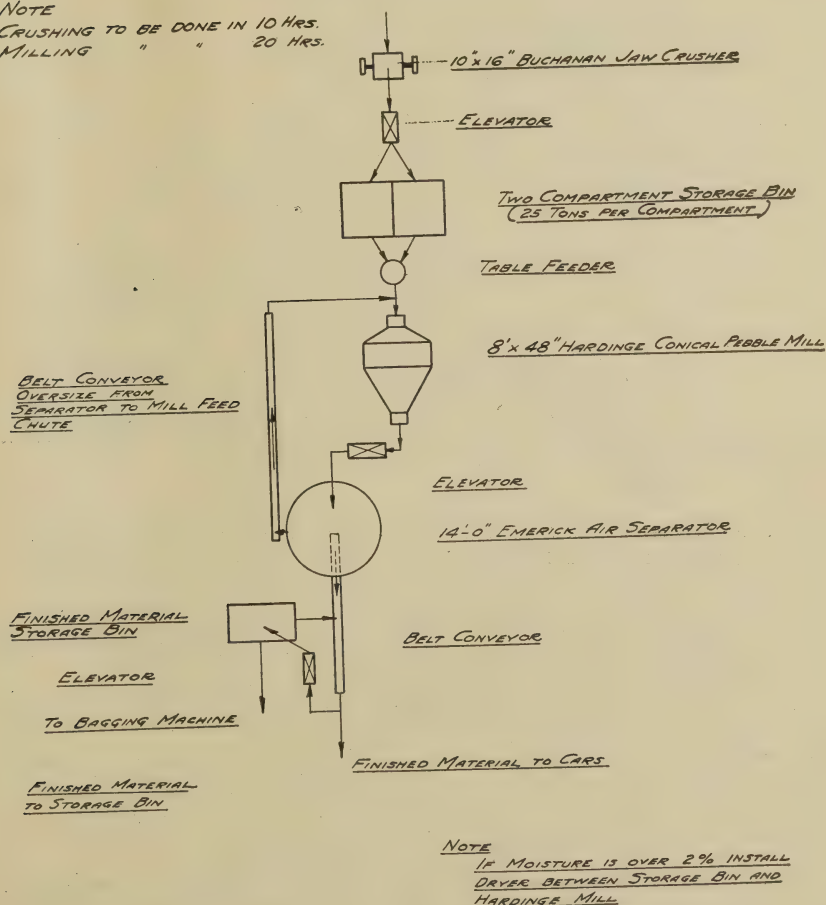 NOTE
CRUSHING TO BE DONE IN 10 HRS.
MILLING " " 20 HRS.
10"x 16" BUCHANAN JAW CRUSHER
ELEVATOR
TWO COMPARTMENT STORAGE BIN
(25 TONS PER COMPARTMENT)
TABLE FEEDER
8'x 48" HARDINGE CONICAL PEBBLE MILL
BELT CONVEYOR
OVERSIZE FROM
SEPARATOR TO MILL FEED
CHUTE
ELEVATOR
14'-0" EMERICK AIR SEPARATOR
FINISHED MATERIAL
STORAGE BIN
BELT CONVEYOR
ELEVATOR
TO BAGGING MACHINE
FINISHED MATERIAL TO CARS
FINISHED MATERIAL
TO STORAGE BIN
NOTE
IF MOISTURE IS OVER 2% INSTALL
DRYER BETWEEN STORAGE BIN AND
HARDINGE MILL